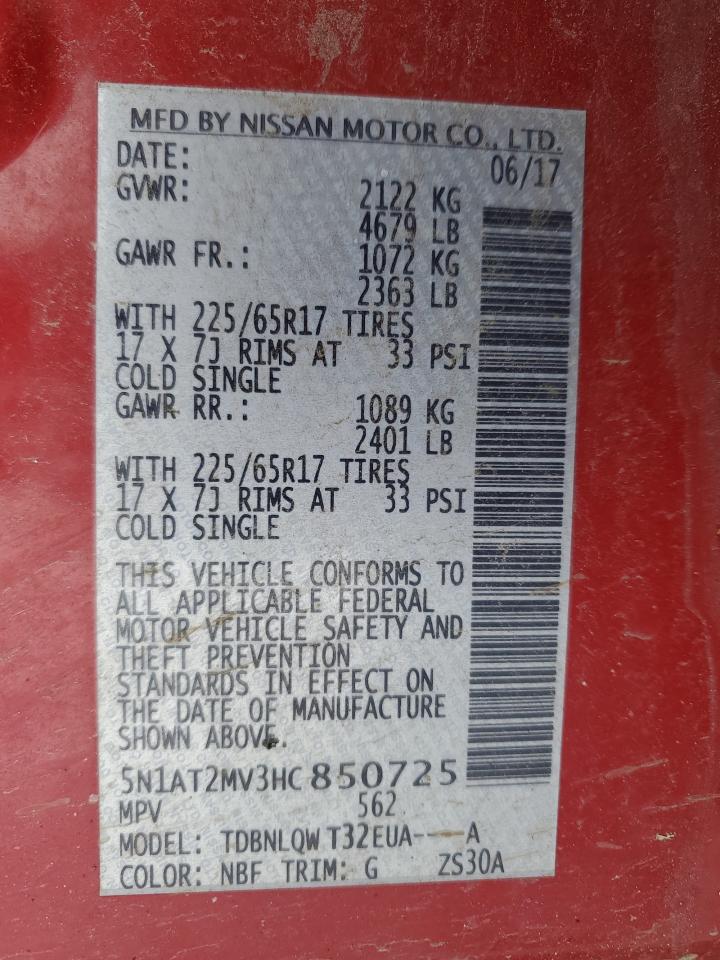 MFD BY NISSAN MOTOR CO., LTD.
DATE: 06/17
GVWR: 2122 KG
4679 LB
GAWR FR.: 1072 KG
2363 LB
WITH 225/65R17 TIRES
17 X 7J RIMS AT 33 PSI
COLD SINGLE
GAWR RR.: 1089 KG
2401 LB
WITH 225/65R17 TIRES
17 X 7J RIMS AT 33 PSI
COLD SINGLE
THIS VEHICLE CONFORMS TO
ALL APPLICABLE FEDERAL
MOTOR VEHICLE SAFETY AND
THEFT PREVENTION
STANDARDS IN EFFECT ON
THE DATE OF MANUFACTURE
SHOWN ABOVE.
5N1AT2MV3HC850725
MPV 562
MODEL: TDBNLQW T32EUA---A
COLOR: NBF TRIM: G ZS30A